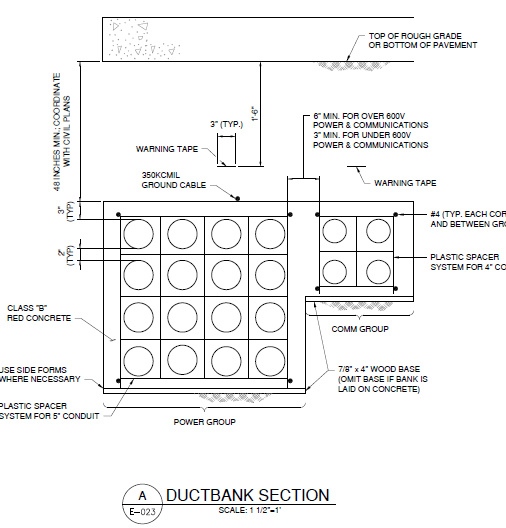 TOP OF ROUGH GRADE
OR BOTTOM OF PAVEMENT
48 INCHES MIN.; COORDINATE
WITH CIVIL PLANS
1'-6"
3" (TYP.)
6" MIN. FOR OVER 600V
POWER & COMMUNICATIONS
3" MIN. FOR UNDER 600V
POWER & COMMUNICATIONS
WARNING TAPE
350KCMIL
GROUND CABLE
WARNING TAPE
3"
(TYP)
#4 (TYP. EACH COR
AND BETWEEN GRO
2"
(TYP)
PLASTIC SPACER
SYSTEM FOR 4" CO
CLASS "B"
RED CONCRETE
COMM GROUP
USE SIDE FORMS
WHERE NECESSARY
7/8" x 4" WOOD BASE
(OMIT BASE IF BANK IS
LAID ON CONCRETE)
PLASTIC SPACER
SYSTEM FOR 5" CONDUIT
POWER GROUP
A
E-023
DUCTBANK SECTION
SCALE: 1 1/2"=1'